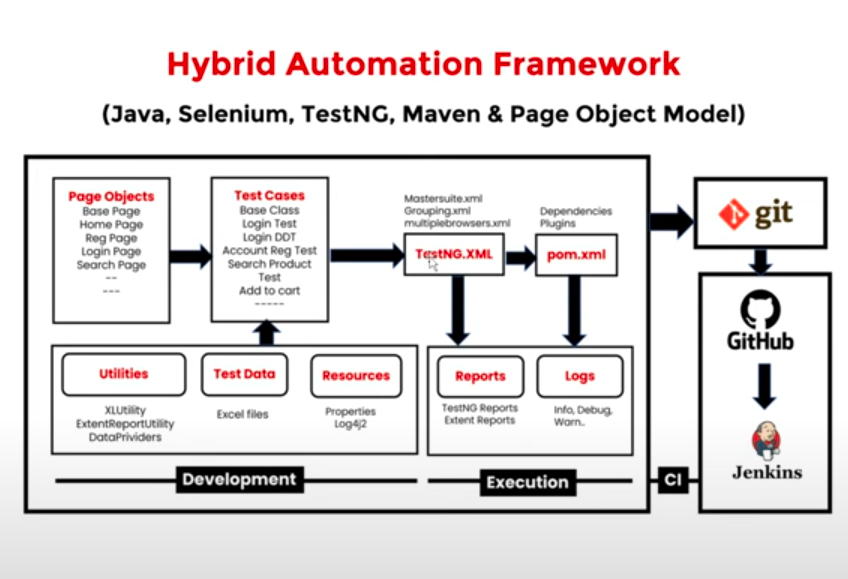 Hybrid Automation Framework
(Java, Selenium, TestNG, Maven & Page Object Model)
Page Objects
Base Page
Home Page
Reg Page
Login Page
Search Page
--
---
Test Cases
Base Class
Login Test
Login DDT
Account Reg Test
Search Product
Test
Add to cart
-----
Mastersuite.xml
Grouping.xml
multiplebrowsers.xml
TestNG.XML
Dependencies
Plugins
pom.xml
git
GitHub
Jenkins
Utilities
XLUtility
ExtentReportUtility
DataPrividers
Test Data
Excel files
Resources
Properties
Log4j2
Reports
TestNG Reports
Extent Reports
Logs
Info, Debug,
Warn..
Development
Execution
CI